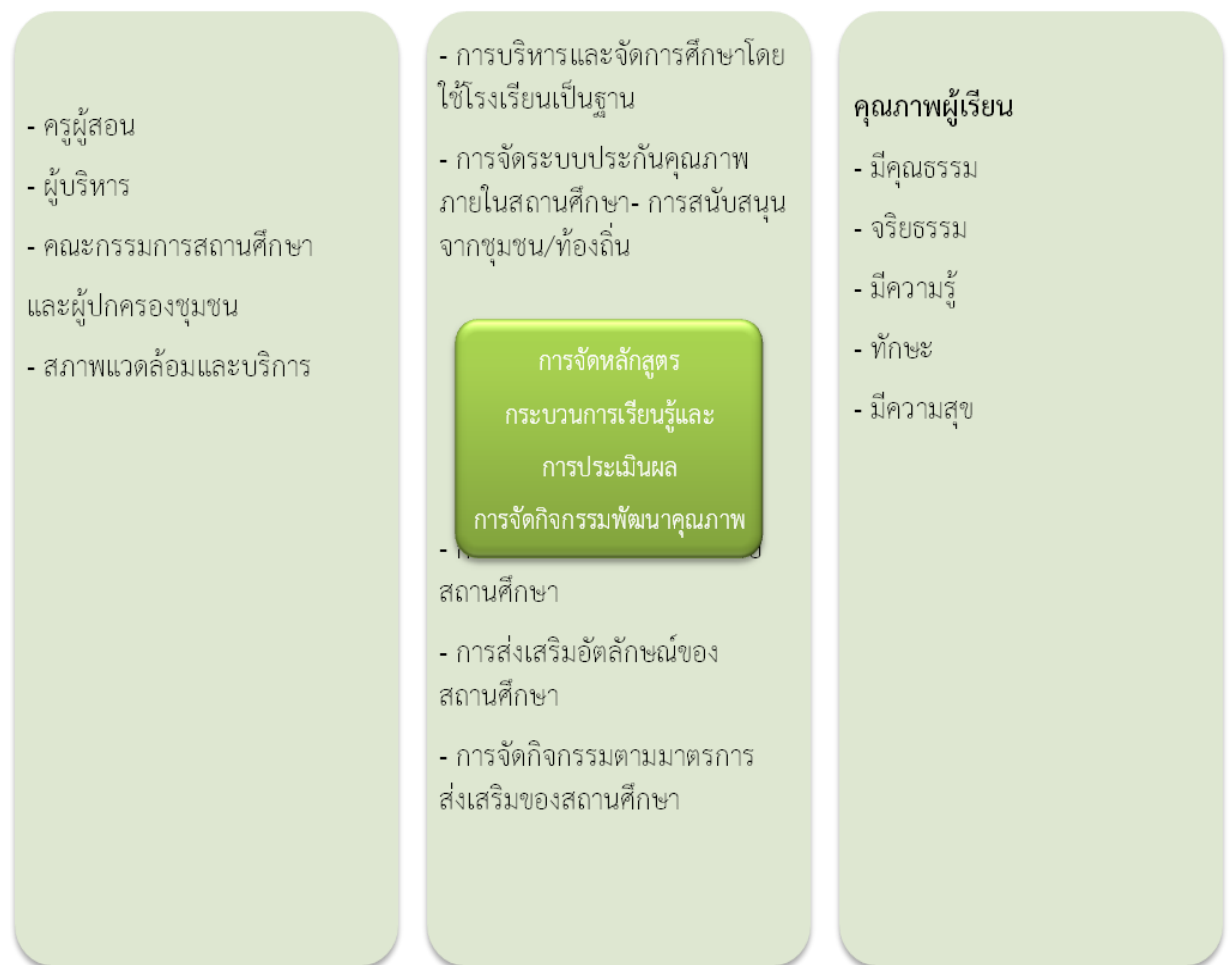 - ครูผู้สอน
- ผู้บริหาร
- คณะกรรมการสถานศึกษา
และผู้ปกครองชุมชน
- สภาพแวดล้อมและบริการ
- การบริหารและจัดการศึกษาโดย
ใช้โรงเรียนเป็นฐาน
- การจัดระบบประกันคุณภาพ
ภายในสถานศึกษา- การสนับสนุน
จากชุมชน/ท้องถิ่น
การจัดหลักสูตร
กระบวนการเรียนรู้และ
การประเมินผล
การจัดกิจกรรมพัฒนาคุณภาพ
สถานศึกษา
- การส่งเสริมอัตลักษณ์ของ
สถานศึกษา
- การจัดกิจกรรมตามมาตรการ
ส่งเสริมของสถานศึกษา
คุณภาพผู้เรียน
- มีคุณธรรม
- จริยธรรม
- มีความรู้
- ทักษะ
- มีความสุข